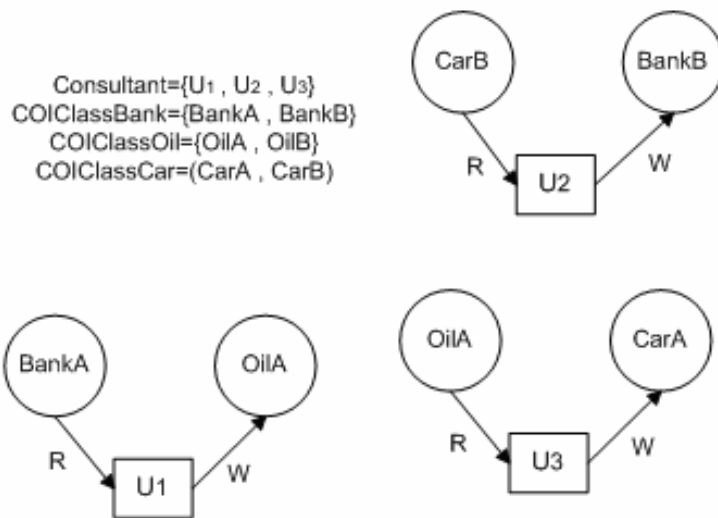 Consultant={U1 , U2 , U3}
COIClassBank={BankA , BankB}
COIClassOil={OilA , OilB}
COIClassCar=(CarA , CarB)
CarB
BankB
R
W
U2
BankA
OilA
R
W
U1
OilA
CarA
R
W
U3